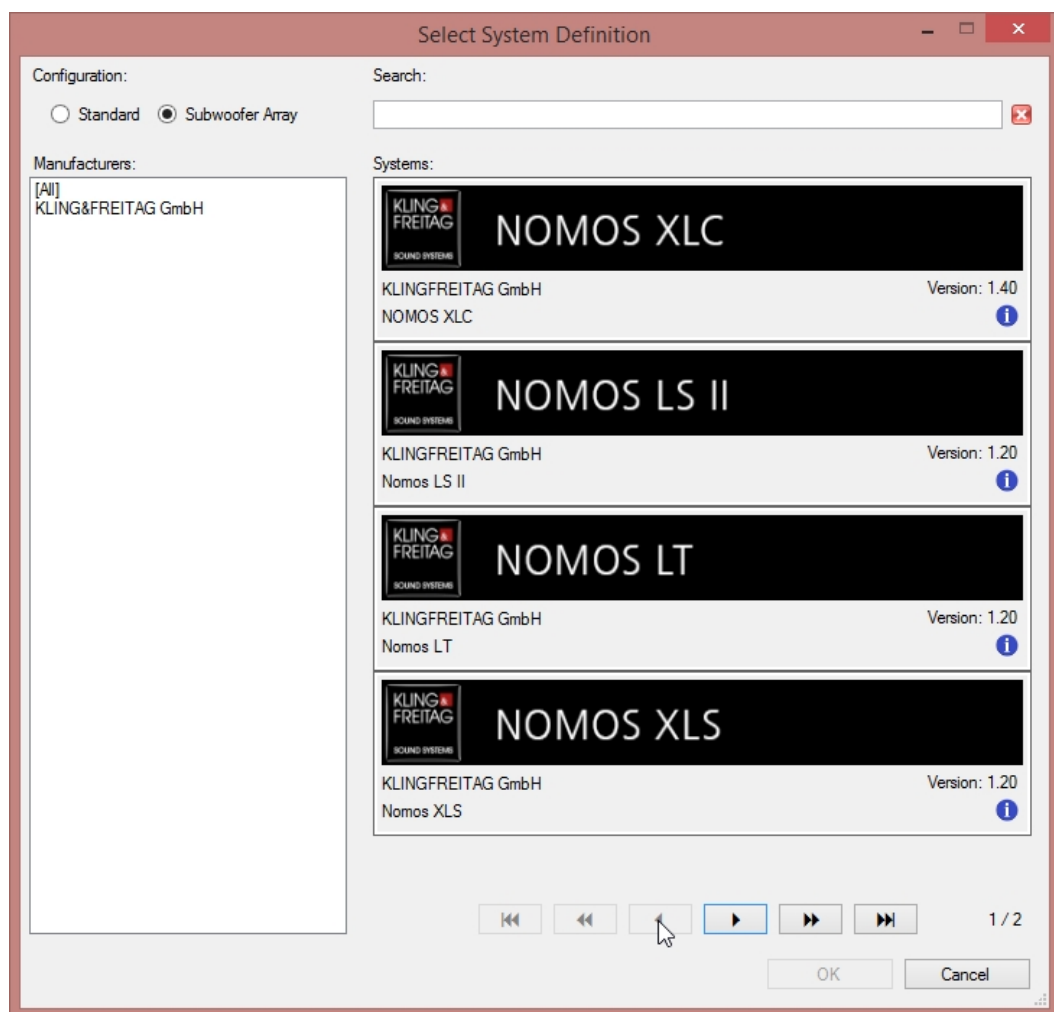 Select System Definition
Configuration:
Standard
Subwoofer Array
Search:
Manufacturers:
[All]
KLING&FREITAG GmbH
Systems:
KLING&
FREITAG
SOUND SYSTEMS
NOMOS XLC
KLINGFREITAG GmbH
Version: 1.40
NOMOS XLC
KLING&
FREITAG
SOUND SYSTEMS
NOMOS LS II
KLINGFREITAG GmbH
Version: 1.20
Nomos LS II
KLING&
FREITAG
SOUND SYSTEMS
NOMOS LT
KLINGFREITAG GmbH
Version: 1.20
Nomos LT
KLING&
FREITAG
SOUND SYSTEMS
NOMOS XLS
KLINGFREITAG GmbH
Version: 1.20
Nomos XLS
1 / 2
OK
Cancel